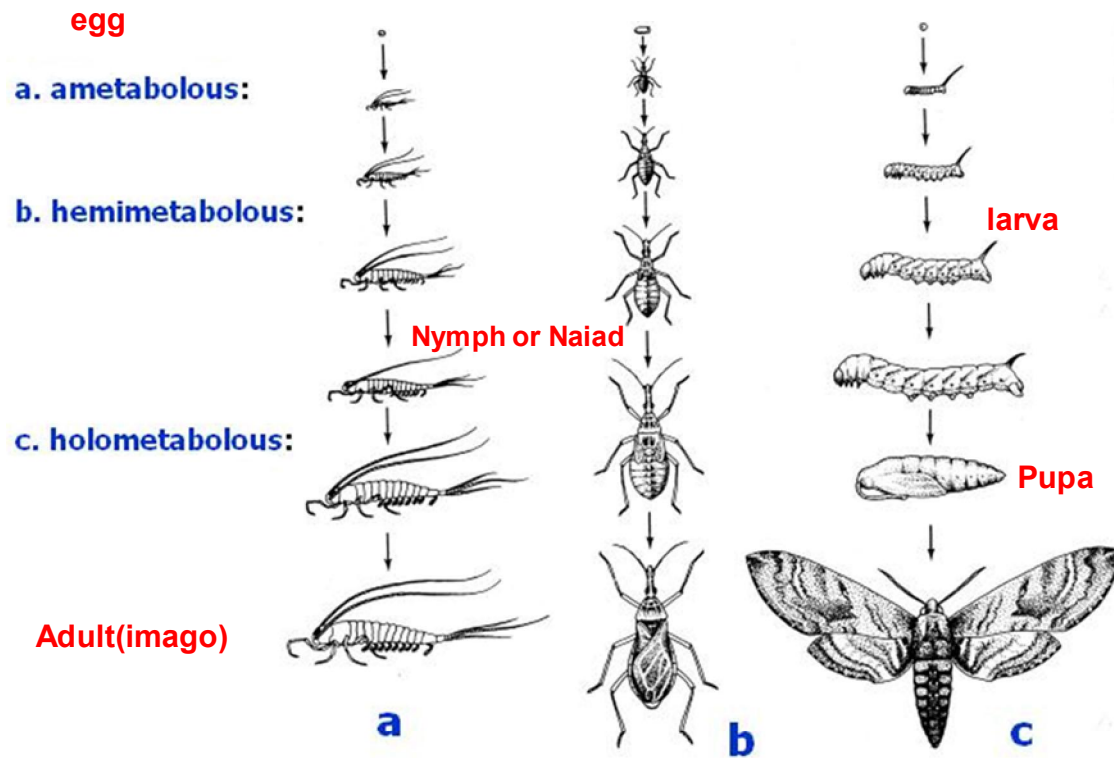 egg
a. ametabolous:
b. hemimetabolous:
larva
Nymph or Naiad
c. holometabolous:
Pupa
Adult(imago)
a
b
c